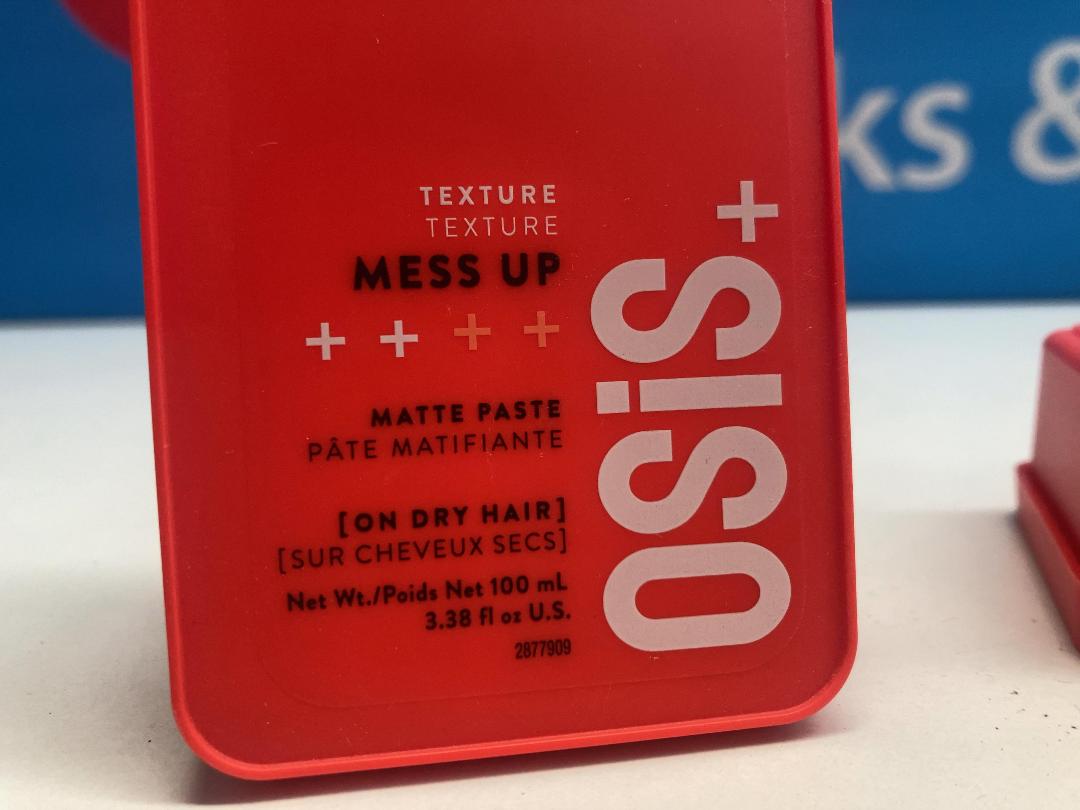 TEXTURE
TEXTURE
MESS UP
++++
MATTE PASTE
PÂTE MATIFIANTE
[ON DRY HAIR]
[SUR CHEVEUX SECS]
Net Wt./Poids Net 100 mL
3.38 fl oz U.S.
2877909
OSiS+
ks &